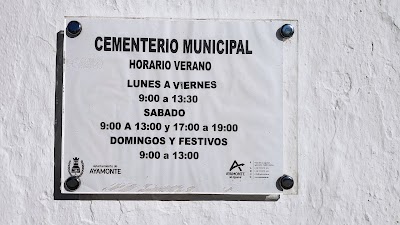 CEMENTERIO MUNICIPAL
HORARIO VERANO
LUNES A ViERNES
9:00 a 13:30
SABADO
9:00 A 13:00 y 17:00 a 19:00
DOMINGOS Y FESTIVOS
9:00 a 13:00
AYAMONTE
AYAMONTE